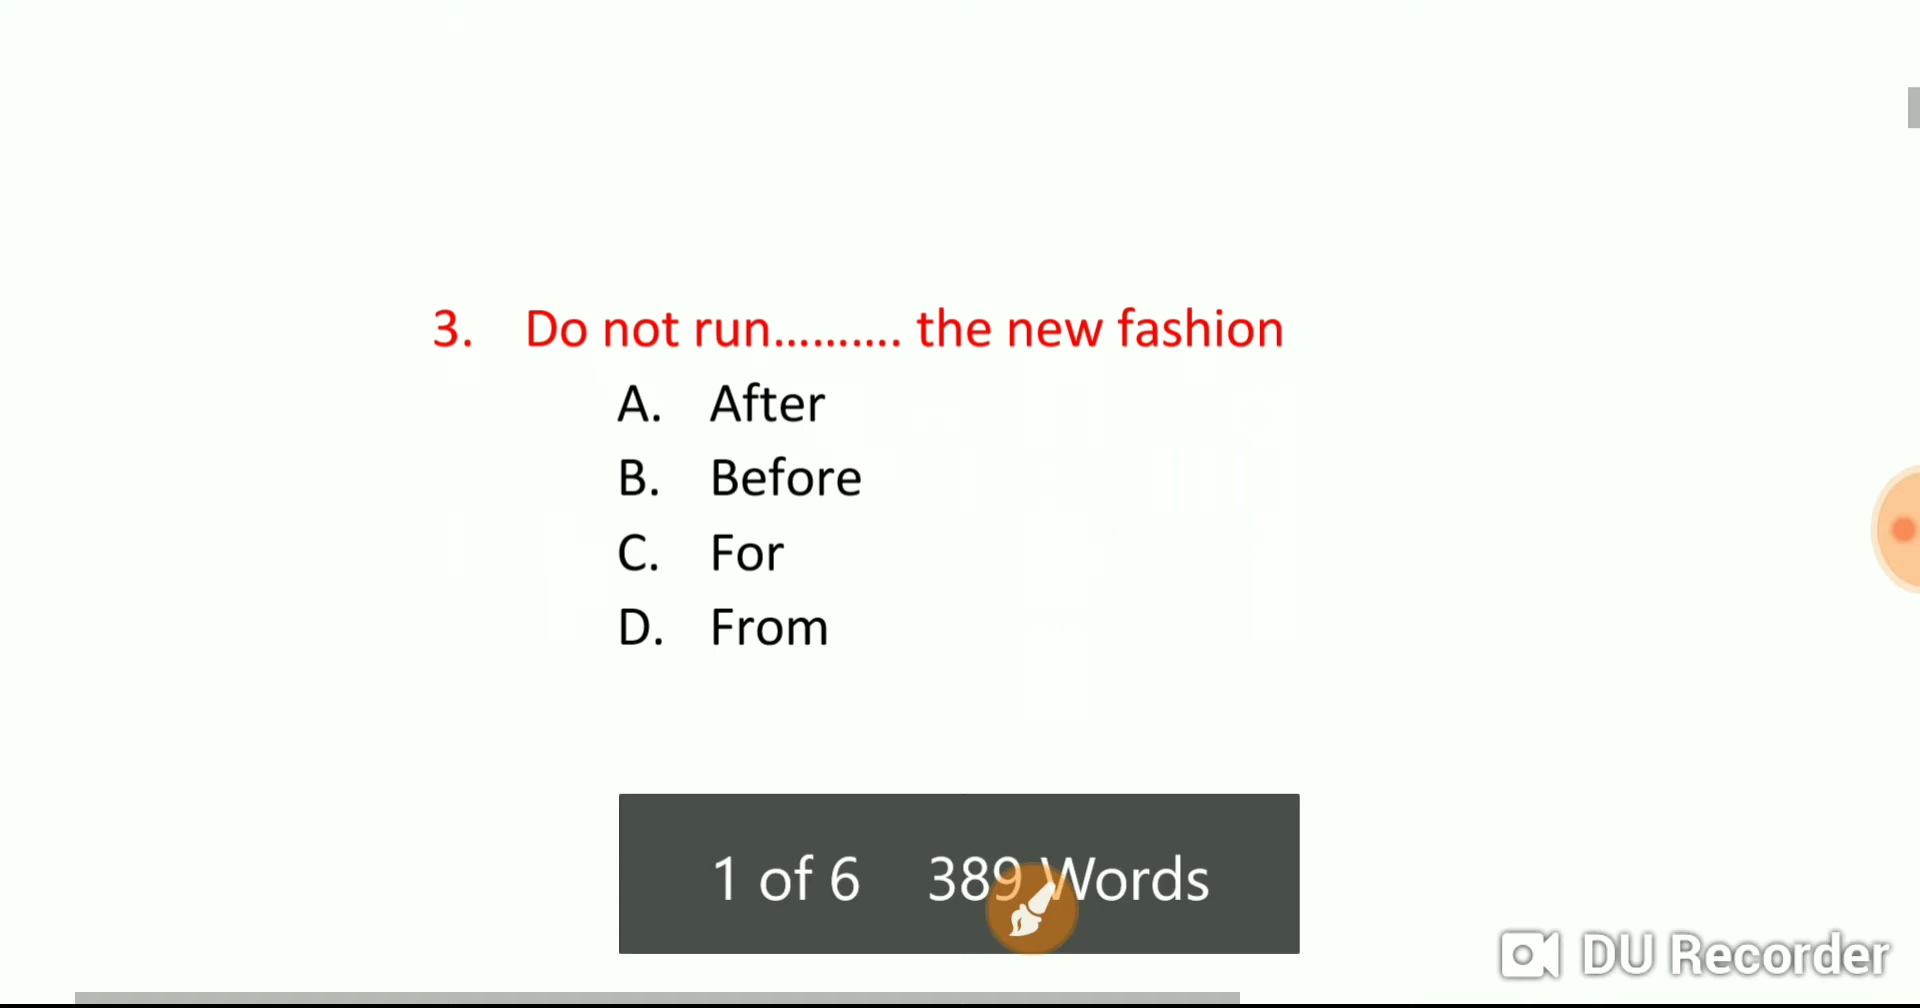 3. Do not run.......... the new fashion
A. After
B. Before
C. For
D. From
1 of 6 389 Words
DU Recorder